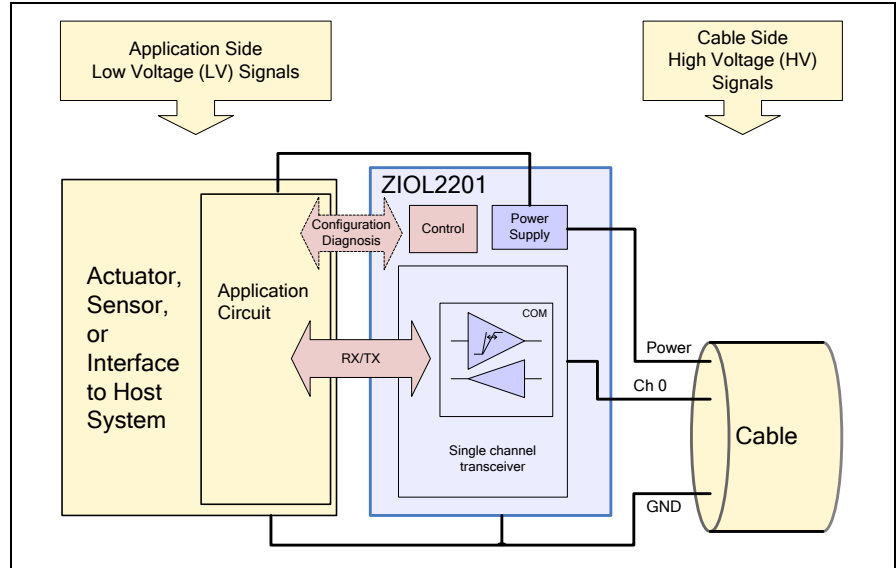 Application Side
Low Voltage (LV) Signals
Cable Side
High Voltage (HV)
Signals
ZIOL2201
Configuration
Diagnosis
Control
Power
Supply
Actuator,
Sensor,
or
Interface
to Host
System
Application
Circuit
COM
RX/TX
Single channel
transceiver
Power
Ch 0
Cable
GND